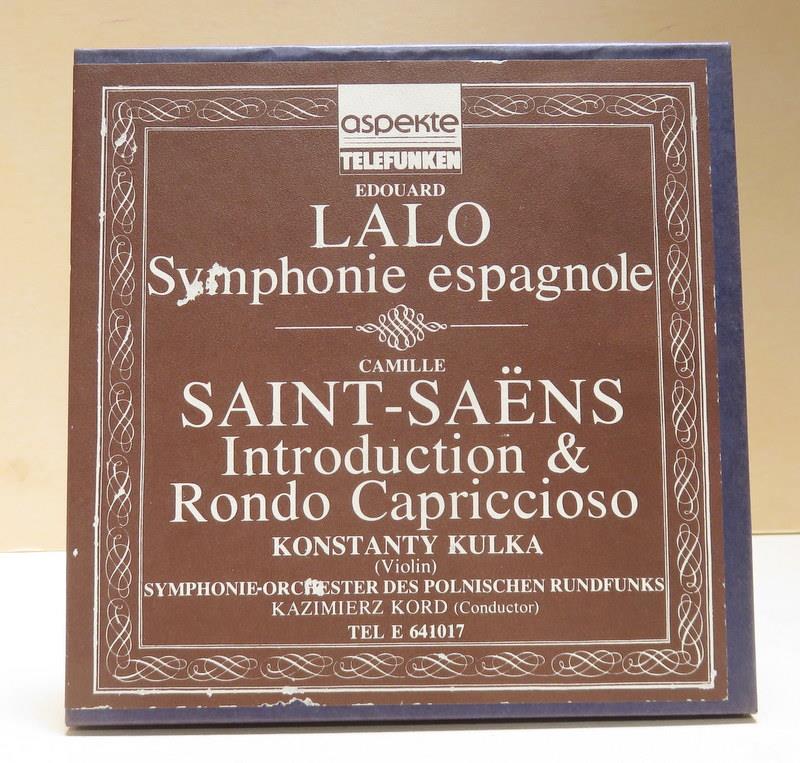 aspekte
TELEFUNKEN
EDOUARD
LALO
Symphonie espagnole
CAMILLE
SAINT-SAËNS
Introduction &
Rondo Capriccioso
KONSTANTY KULKA
(Violin)
SYMPHONIE-ORCHESTER DES POLNISCHEN RUNDFUNKS
KAZIMIERZ KORD (Conductor)
TEL E 641017